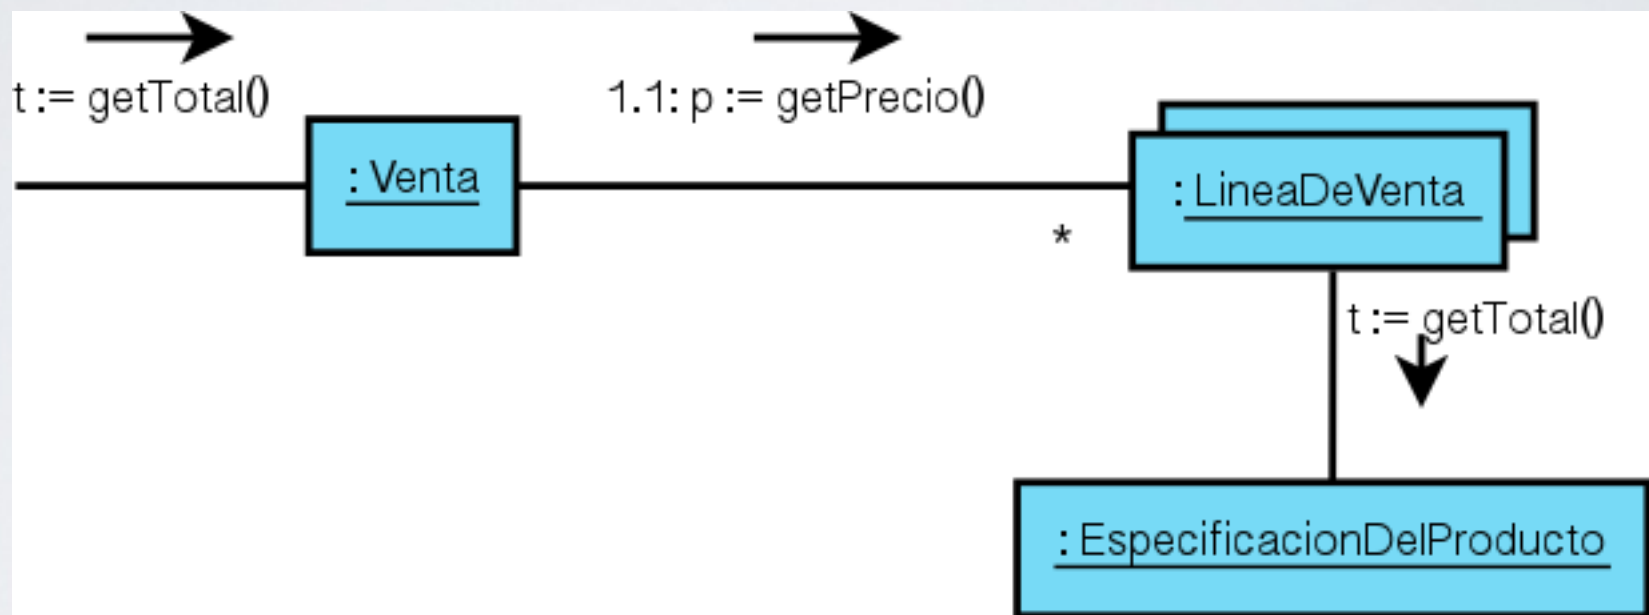 t := getTotal()
1.1: p := getPrecio()
: Venta
: LineaDeVenta
*
t := getTotal()
: EspecificacionDelProducto